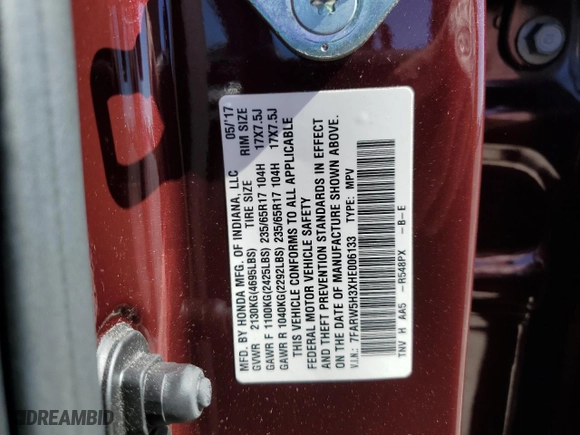 MFD. BY HONDA MFG. OF INDIANA, LLC 05/'17
GVWR 2130KG(4695LBS) TIRE SIZE RIM SIZE
GAWR F 1100KG(2425LBS) 235/65R17 104H 17X7.5J
GAWR R 1040KG(2292LBS) 235/65R17 104H 17X7.5J
THIS VEHICLE CONFORMS TO ALL APPLICABLE
FEDERAL MOTOR VEHICLE SAFETY
AND THEFT PREVENTION STANDARDS IN EFFECT
ON THE DATE OF MANUFACTURE SHOWN ABOVE.
V.I.N.: 7FARW5H3XHE006133 TYPE: MPV
TNV H AA5 -R548PX -B-E
DREAMBID